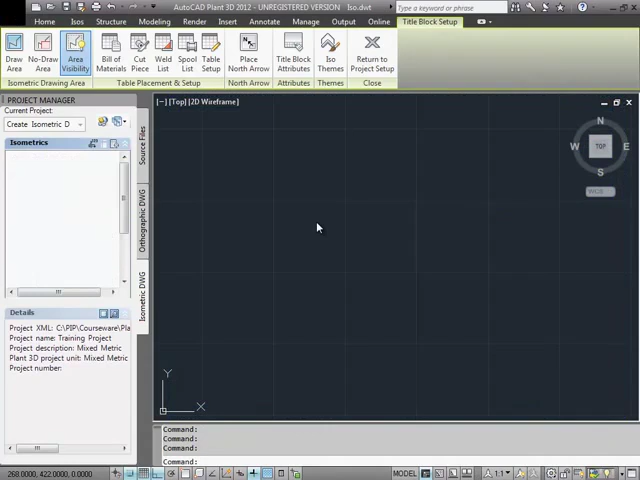 AutoCAD Plant 3D 2012 - UNREGISTERED VERSION Iso.dwt
Type a keyword or phrase
Home Isos Structure Modeling Render Insert Annotate Manage Output Online Title Block Setup
Draw Area
No-Draw Area
Area Visibility
Bill of Materials
Cut Piece
Weld List
Spool List
Table Setup
Place North Arrow
Title Block Attributes
Iso Themes
Return to Project Setup
Isometric Drawing Area Table Placement & Setup North Arrow Attributes Close
PROJECT MANAGER
Current Project:
Create Isometric D
Isometrics
Source Files
Orthographic DWG
Isometric DWG
Details
Project XML: C:\PIP\Courseware\Pla
Project name: Training Project
Project description: Mixed Metric
Plant 3D project unit: Mixed Metric
Project number:
[−] [Top] [2D Wireframe]
N
W TOP E
S
WCS
Y
X
Command:
Command:
Command:
Command:
268.0000, 422.0000, 0.0000
MODEL
1:1